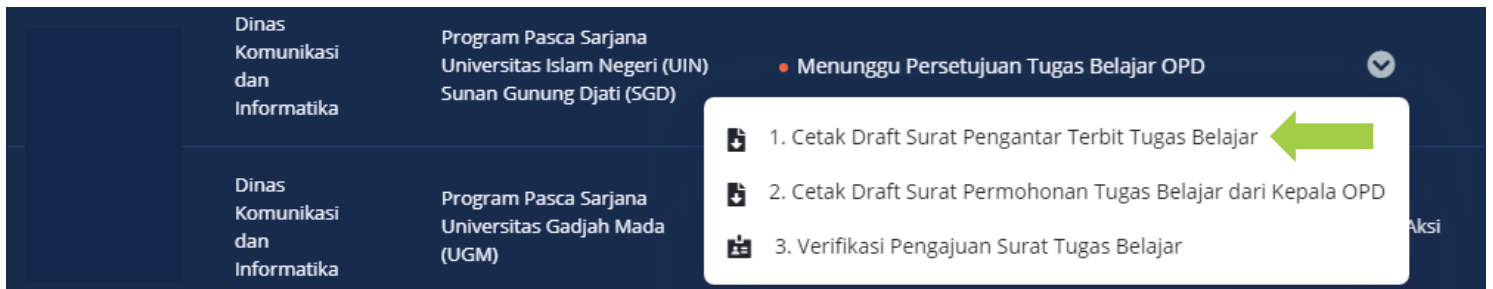 Dinas
Komunikasi
dan
Informatika
Program Pasca Sarjana
Universitas Islam Negeri (UIN)
Sunan Gunung Djati (SGD)
Menunggu Persetujuan Tugas Belajar OPD
1. Cetak Draft Surat Pengantar Terbit Tugas Belajar
2. Cetak Draft Surat Permohonan Tugas Belajar dari Kepala OPD
3. Verifikasi Pengajuan Surat Tugas Belajar
Dinas
Komunikasi
dan
Informatika
Program Pasca Sarjana
Universitas Gadjah Mada
(UGM)
Aksi